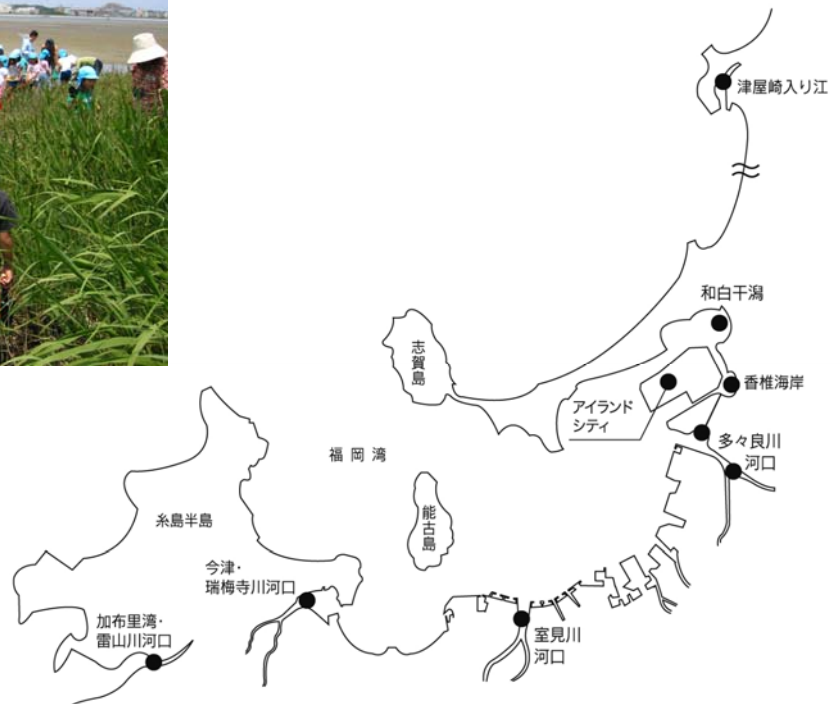 津屋崎入り江
和白干潟
香椎海岸
アイランド
シティ
多々良川
河口
志賀島
福岡湾
能古島
糸島半島
今津・
瑞梅寺川河口
加布里湾・
雷山川河口
室見川
河口